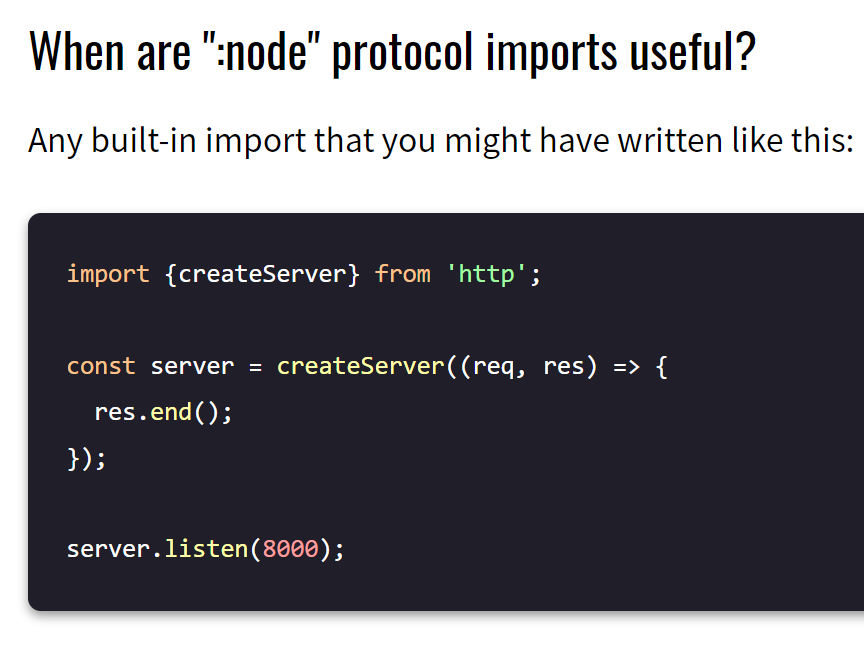 When are ":node" protocol imports useful?
Any built-in import that you might have written like this:
import {createServer} from 'http';
const server = createServer((req, res) => {
  res.end();
});
server.listen(8000);